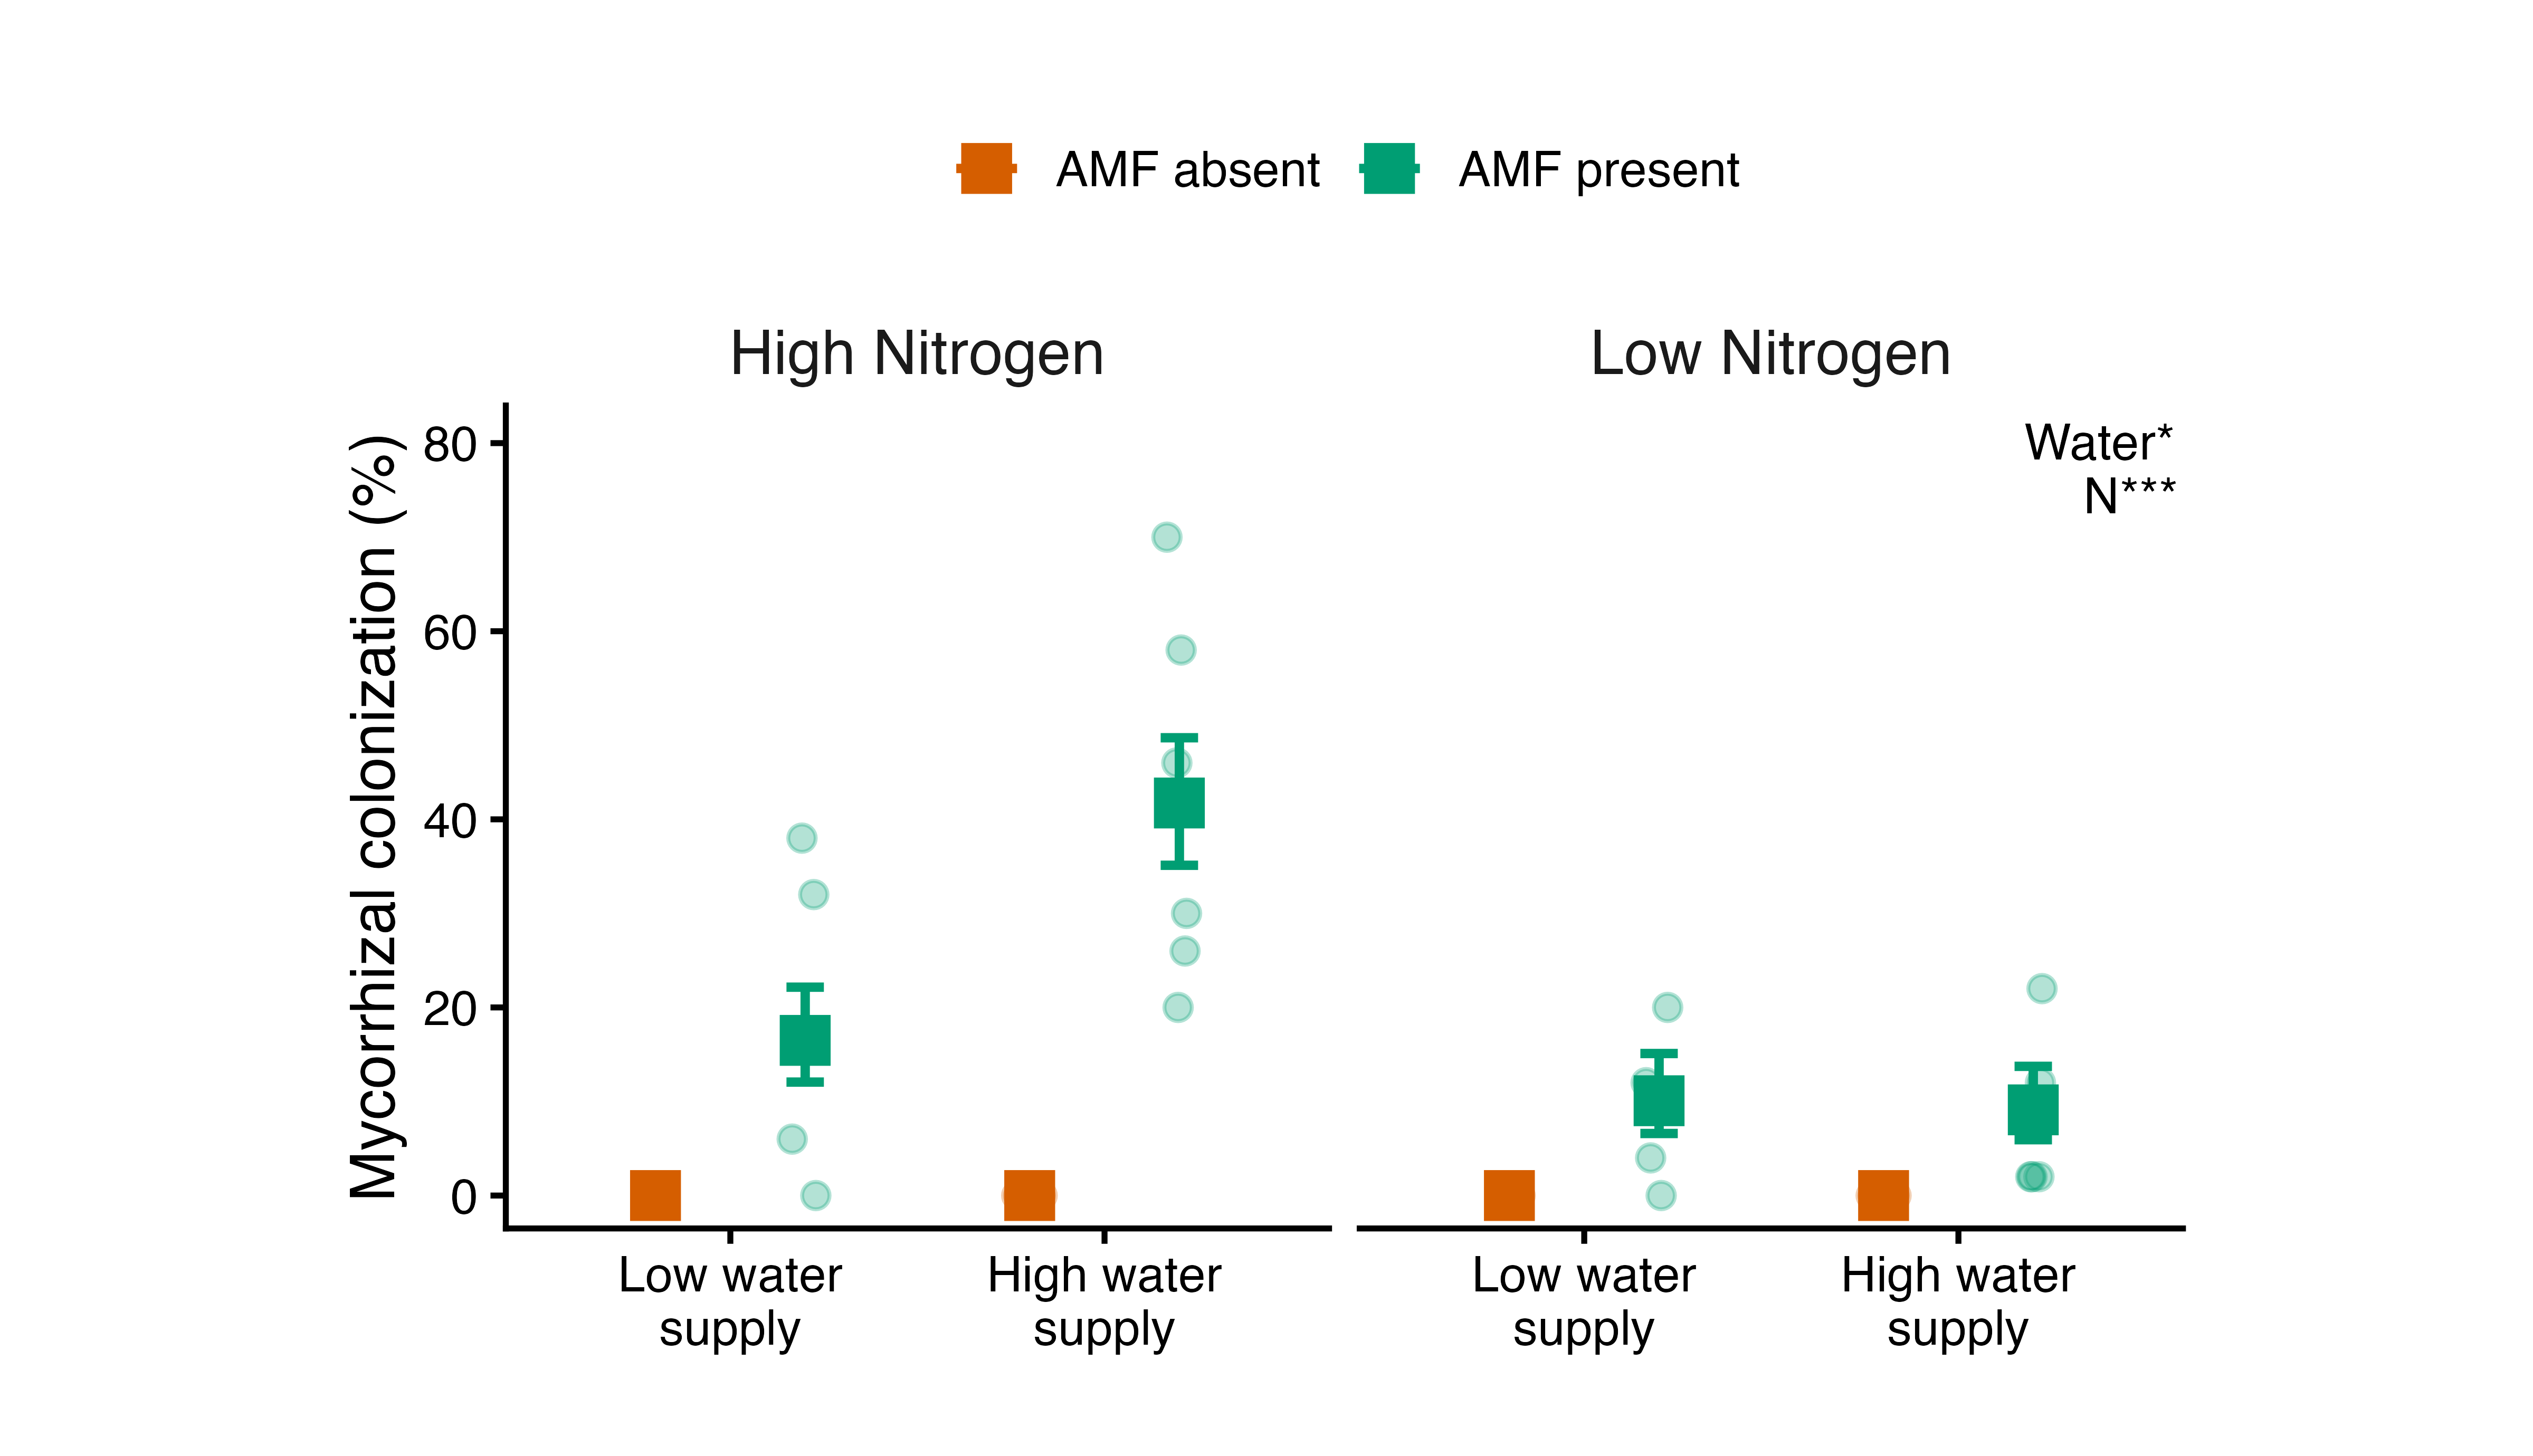 AMF absent
AMF present
High Nitrogen
Low Nitrogen
Mycorrhizal colonization (%)
80
60
40
20
0
Water*
N***
Low water
supply
High water
supply
Low water
supply
High water
supply